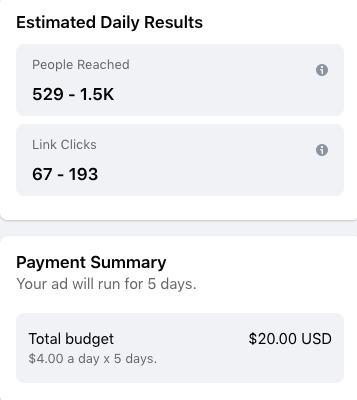 Estimated Daily Results
People Reached
529 - 1.5K
Link Clicks
67 - 193
Payment Summary
Your ad will run for 5 days.
Total budget $20.00 USD
$4.00 a day x 5 days.